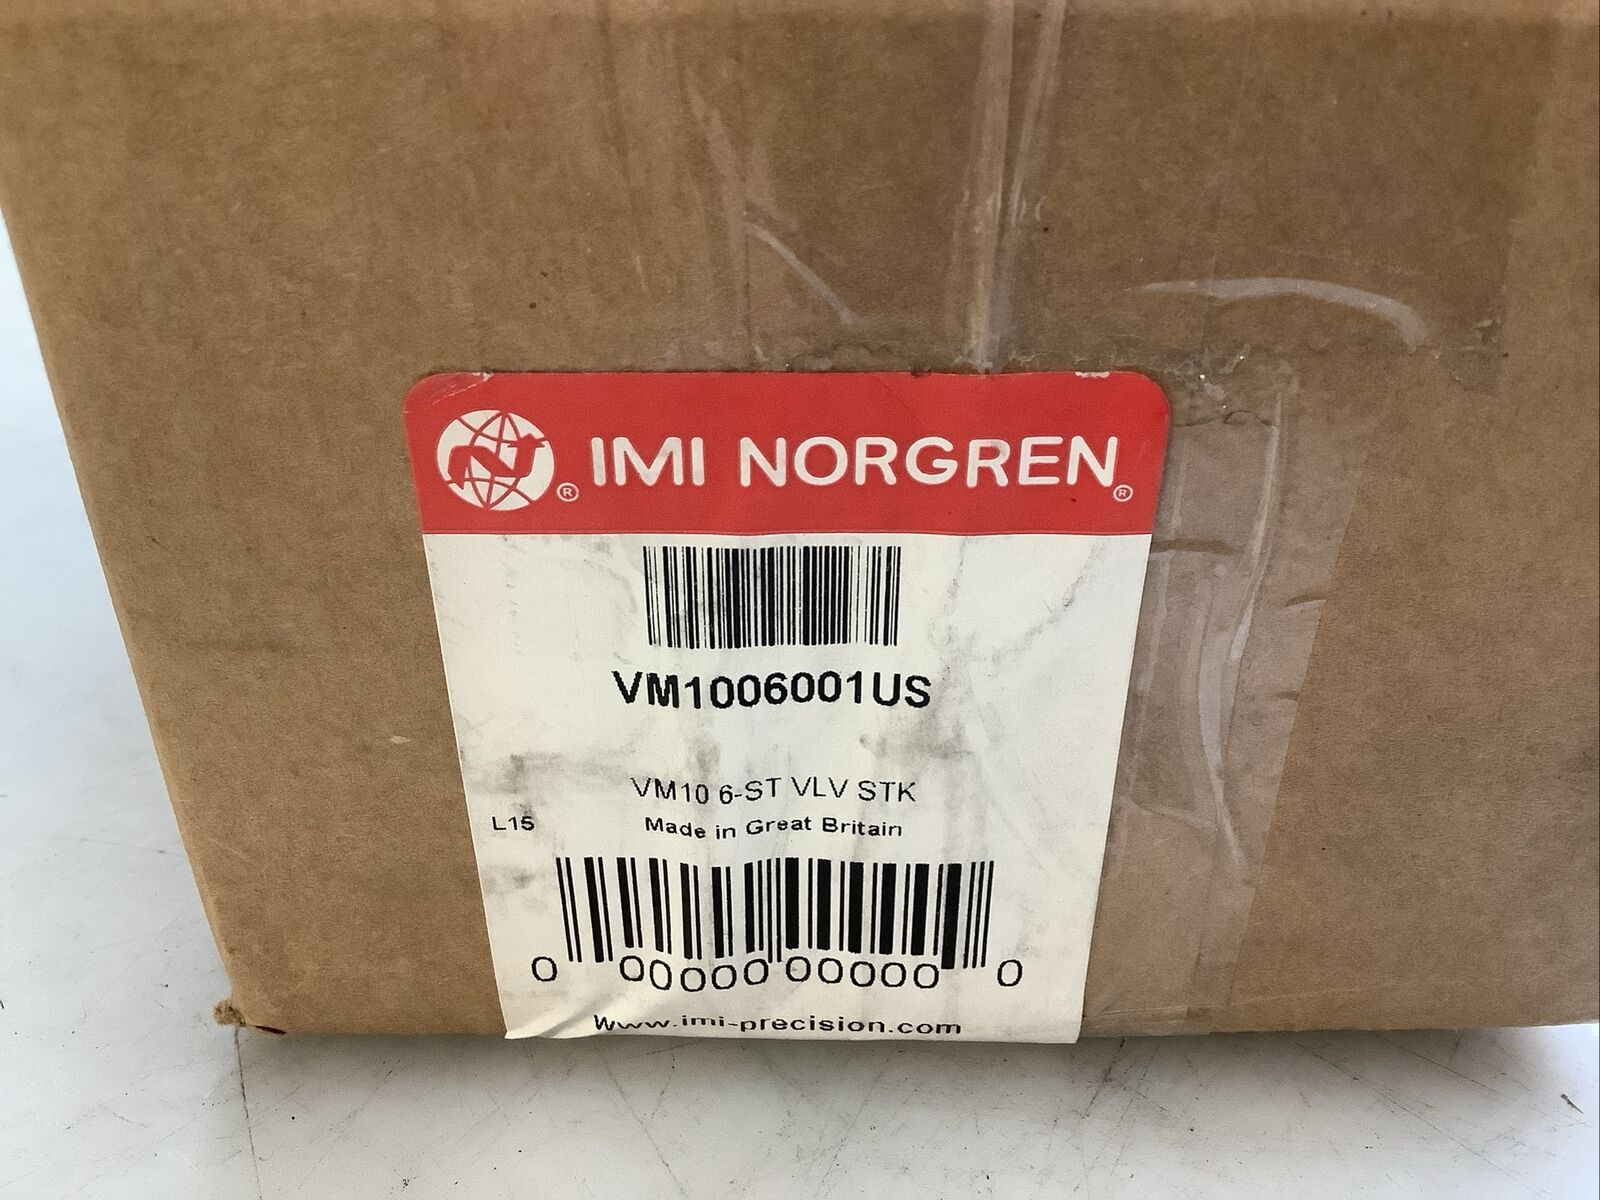 ® IMI NORGREN ®
VM1006001US
VM10 6-ST VLV STK
L15 Made in Great Britain
0 00000 00000 0
www.imi-precision.com